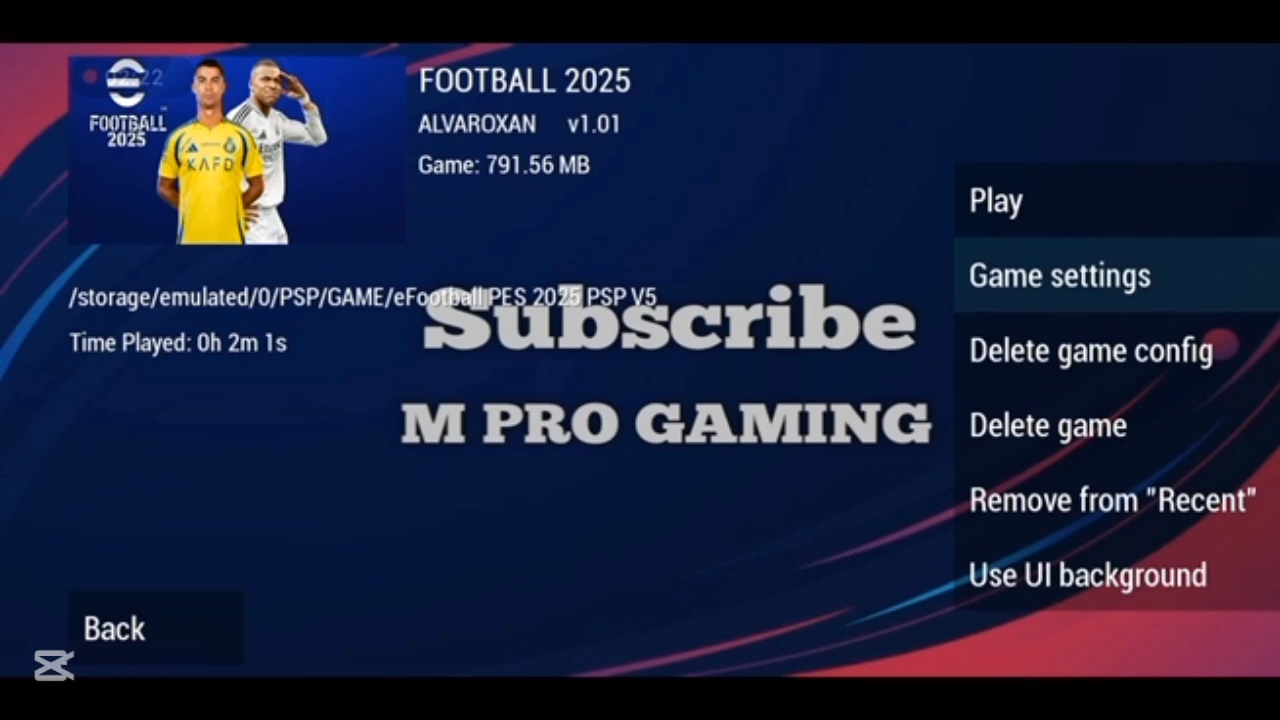 02:22
FOOTBALL
2025
KAFD
FOOTBALL 2025
ALVAROXAN v1.01
Game: 791.56 MB
/storage/emulated/0/PSP/GAME/eFootball PES 2025 PSP V5
Time Played: 0h 2m 1s
Subscribe
M PRO GAMING
Play
Game settings
Delete game config
Delete game
Remove from "Recent"
Use UI background
Back